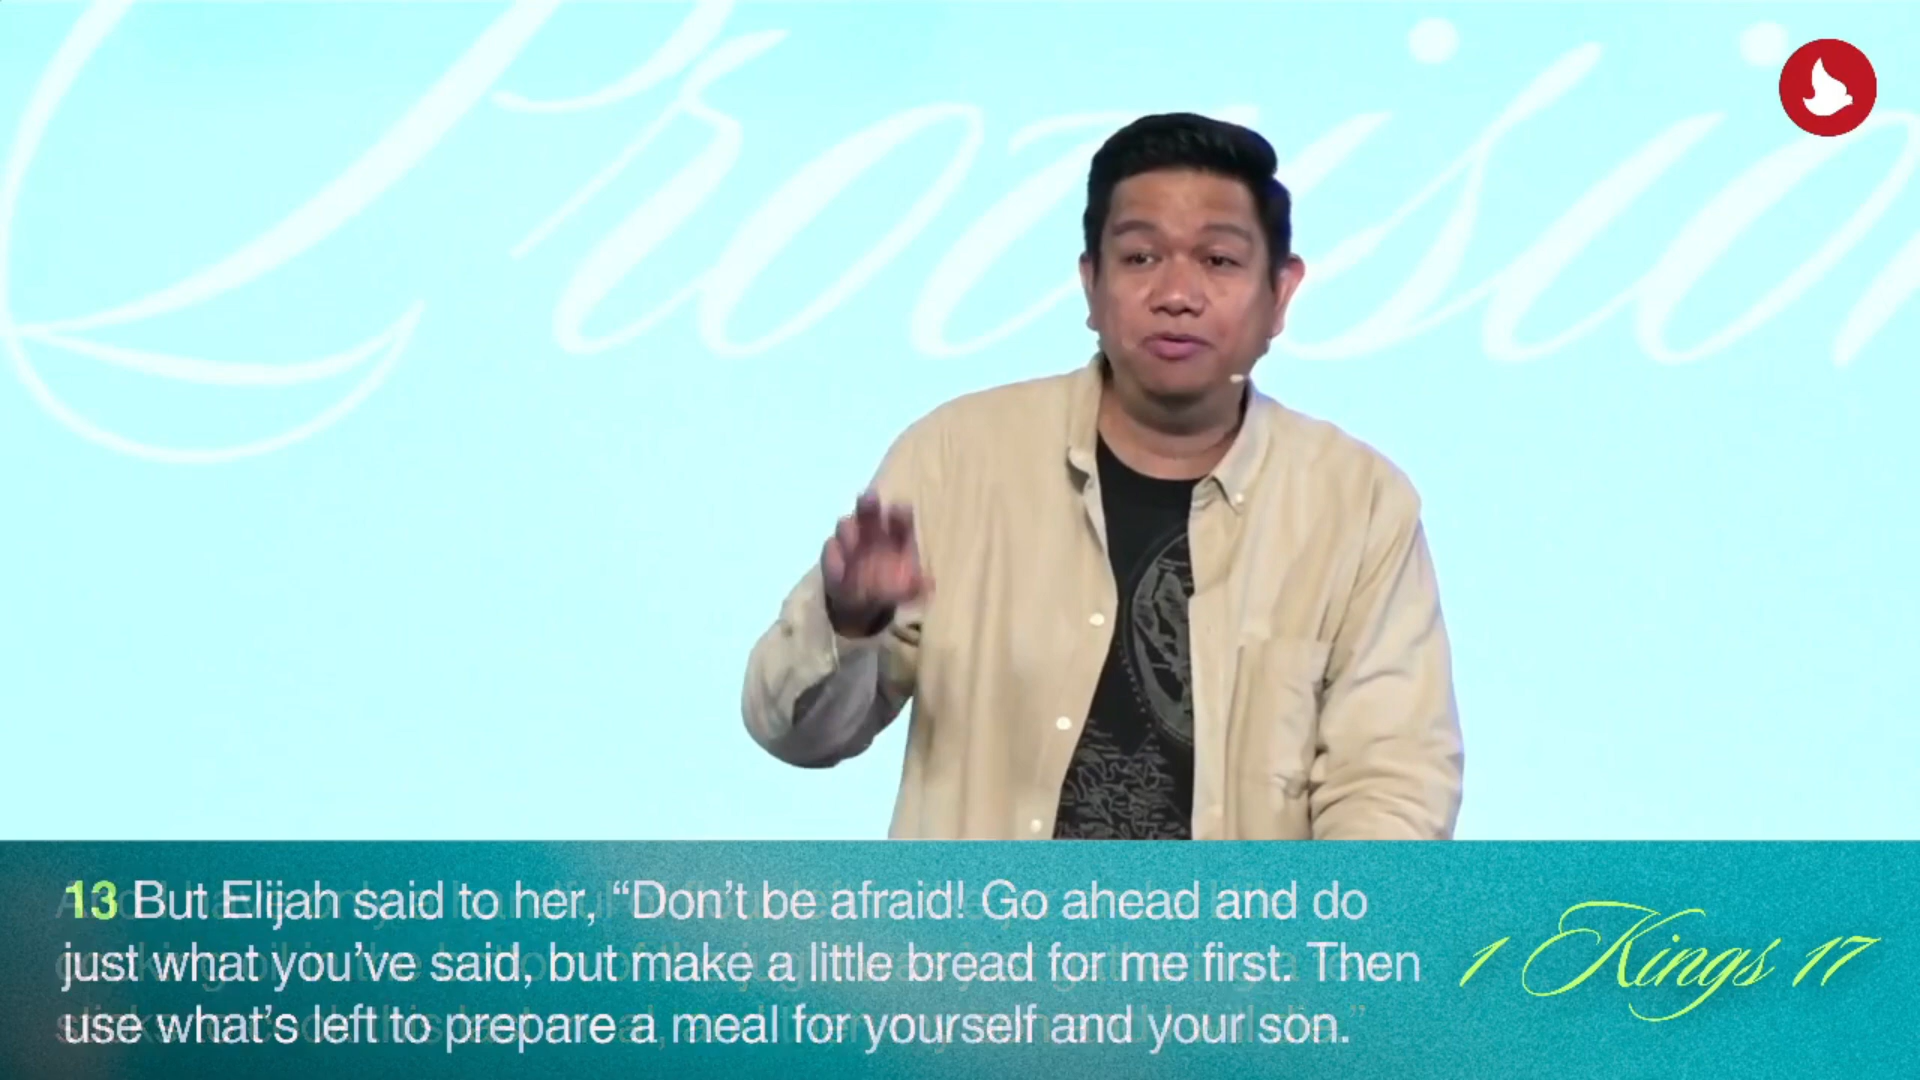 Provision
13 But Elijah said to her, “Don’t be afraid! Go ahead and do
just what you’ve said, but make a little bread for me first. Then
use what’s left to prepare a meal for yourself and your son.”
1 Kings 17